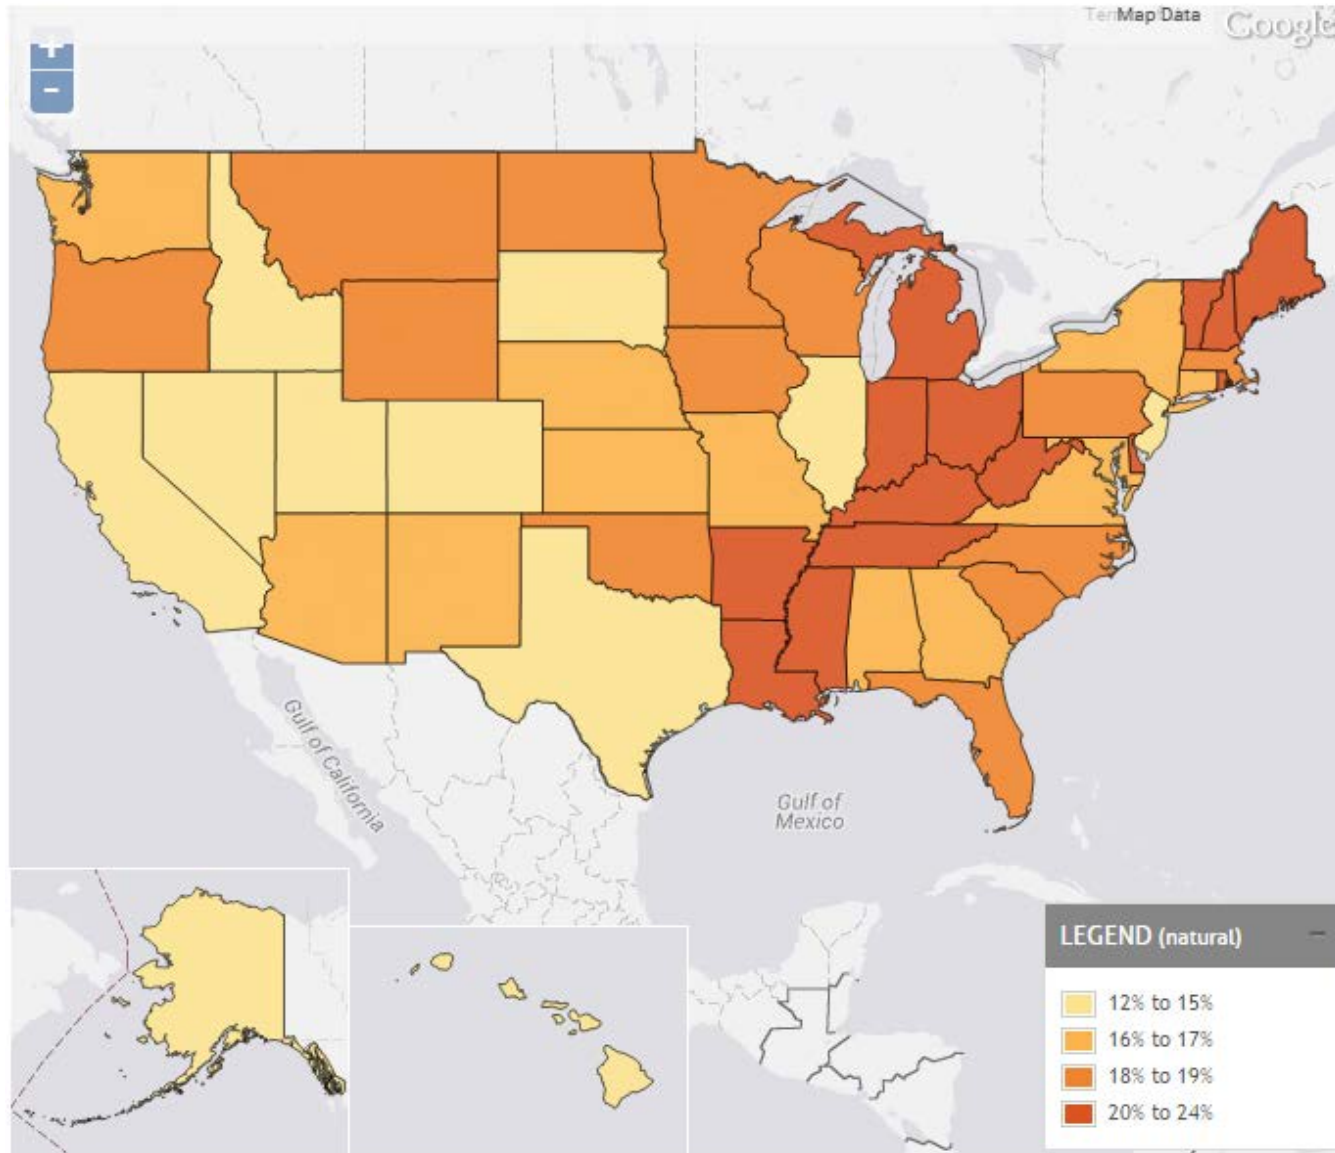 Map Data
Google
+
-
Gulf of California
Gulf of
Mexico
LEGEND (natural) −
12% to 15%
16% to 17%
18% to 19%
20% to 24%